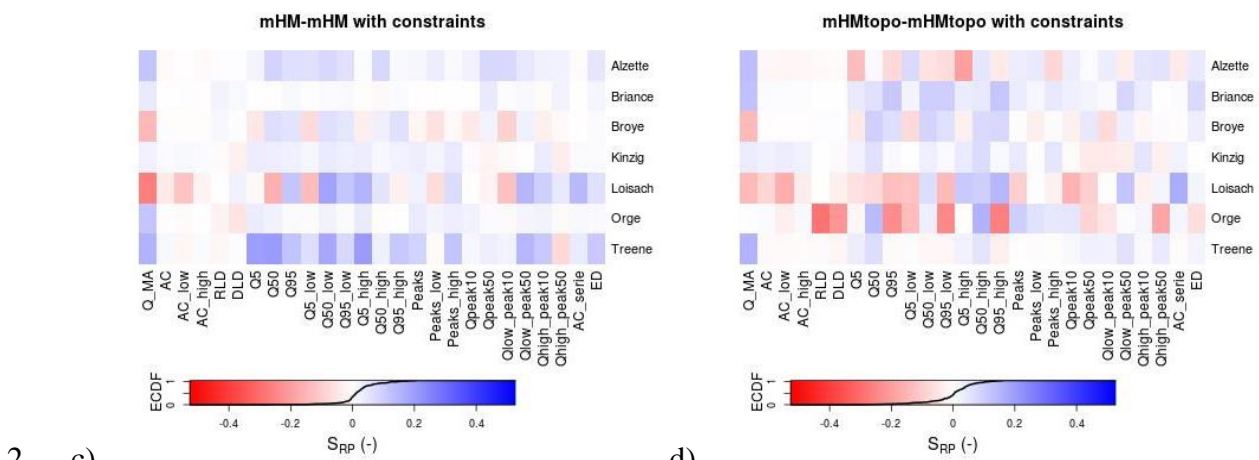 mHM-mHM with constraints
Alzette
Briance
Broye
Kinzig
Loisach
Orge
Treene
Q_MA
AC
AC_low
AC_high
RLD
DLD
Q5
Q50
Q95
Q5_low
Q50_low
Q95_low
Q5_high
Q50_high
Q95_high
Peaks
Peaks_low
Peaks_high
Qpeak10
Qpeak50
Qlow_peak10
Qlow_peak50
Qhigh_peak10
Qhigh_peak50
AC_serie
ED
ECDF
0 1
-0.4 -0.2 0 0.2 0.4
S_RP (-)
mHMtopo-mHMtopo with constraints
Alzette
Briance
Broye
Kinzig
Loisach
Orge
Treene
Q_MA
AC
AC_low
AC_high
RLD
DLD
Q5
Q50
Q95
Q5_low
Q50_low
Q95_low
Q5_high
Q50_high
Q95_high
Peaks
Peaks_low
Peaks_high
Qpeak10
Qpeak50
Qlow_peak10
Qlow_peak50
Qhigh_peak10
Qhigh_peak50
AC_serie
ED
ECDF
0 1
-0.4 -0.2 0 0.2 0.4
S_RP (-)
2 c) d)